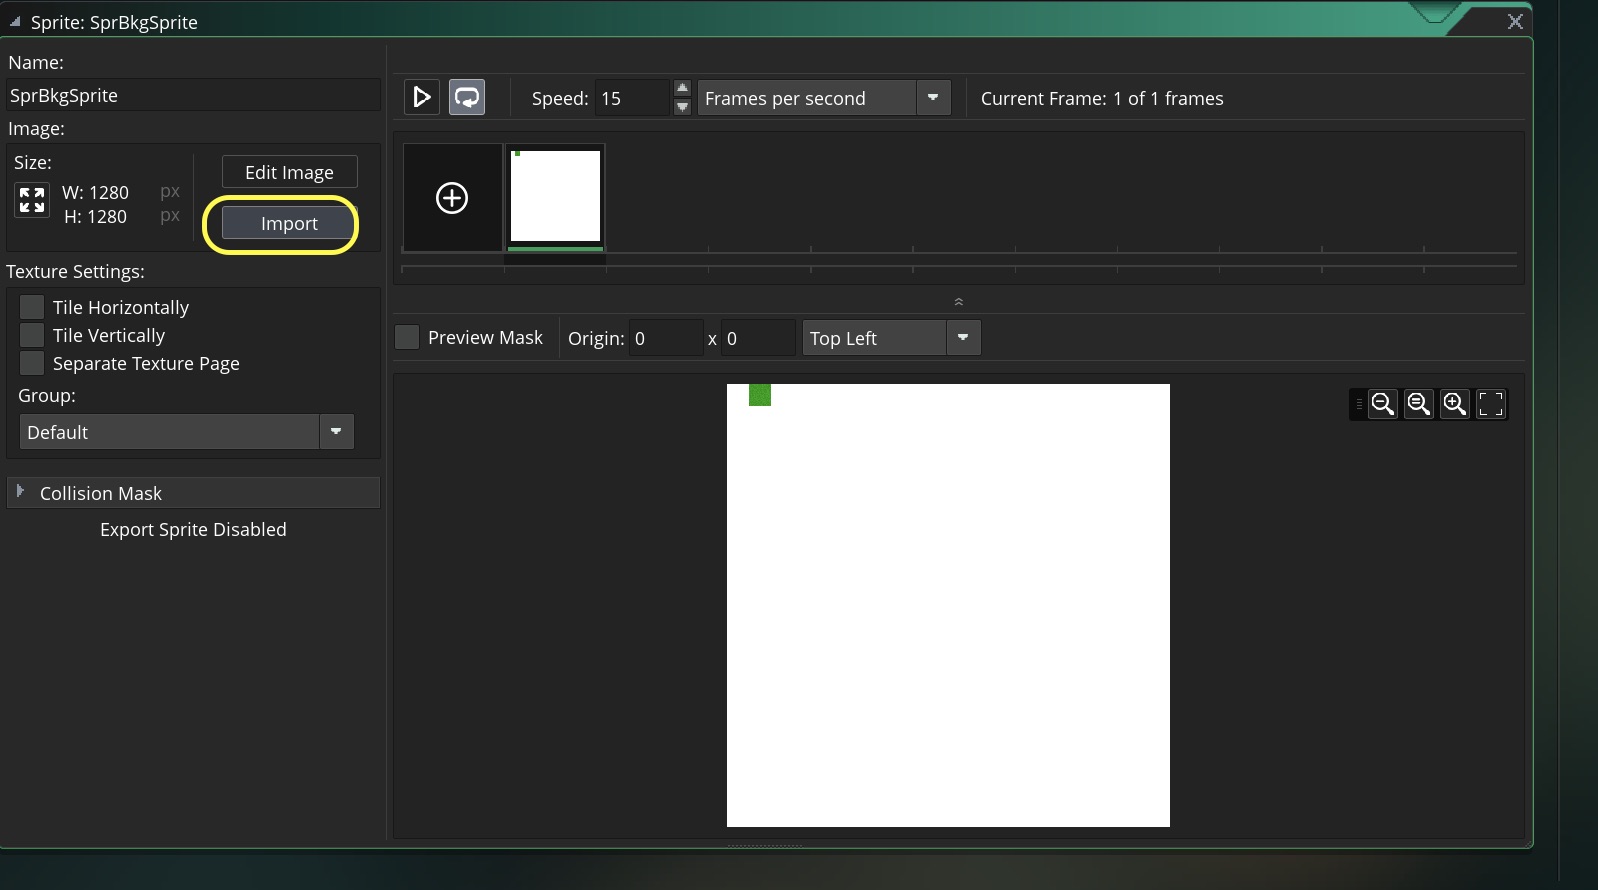 Sprite: SprBkgSprite
Name:
SprBkgSprite
Image:
Size:
W: 1280 px
H: 1280 px
Edit Image
Import
Texture Settings:
Tile Horizontally
Tile Vertically
Separate Texture Page
Group:
Default
Collision Mask
Export Sprite Disabled
Speed: 15 Frames per second Current Frame: 1 of 1 frames
Preview Mask Origin: 0 x 0 Top Left